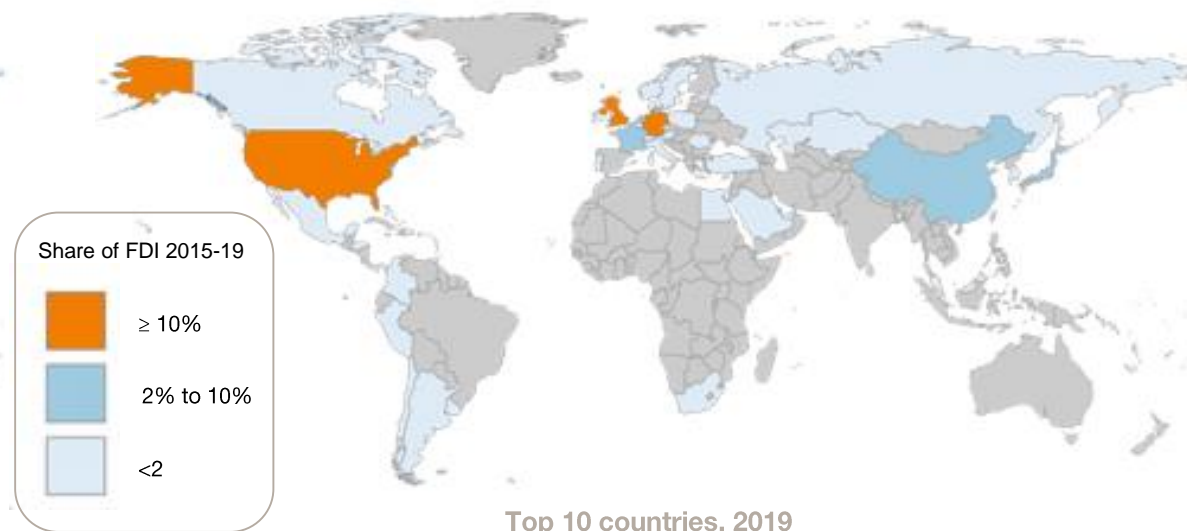 Share of FDI 2015-19
≥ 10%
2% to 10%
<2
Top 10 countries, 2019